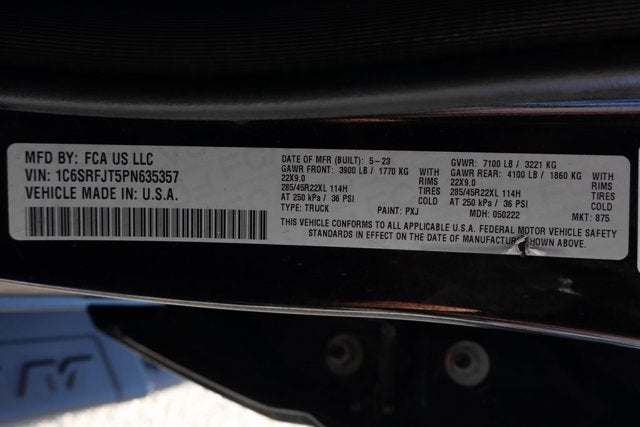 MFD BY: FCA US LLC
VIN: 1C6SRFJT5PN635357
VEHICLE MADE IN U.S.A.
DATE OF MFR (BUILT): 5-23 GVWR: 7100 LB / 3221 KG
GAWR FRONT: 3900 LB / 1770 KG GAWR REAR: 4100 LB / 1860 KG
22X9.0 RIMS 22X9.0 RIMS
285/45R22XL 114H TIRES 285/45R22XL 114H TIRES
AT 250 kPa / 36 PSI COLD AT 250 kPa / 36 PSI COLD
TYPE: TRUCK PAINT: PXJ MDH: 050222 MKT: 875
THIS VEHICLE CONFORMS TO ALL APPLICABLE U.S.A. FEDERAL MOTOR VEHICLE SAFETY
STANDARDS IN EFFECT ON THE DATE OF MANUFACTURE SHOWN ABOVE.